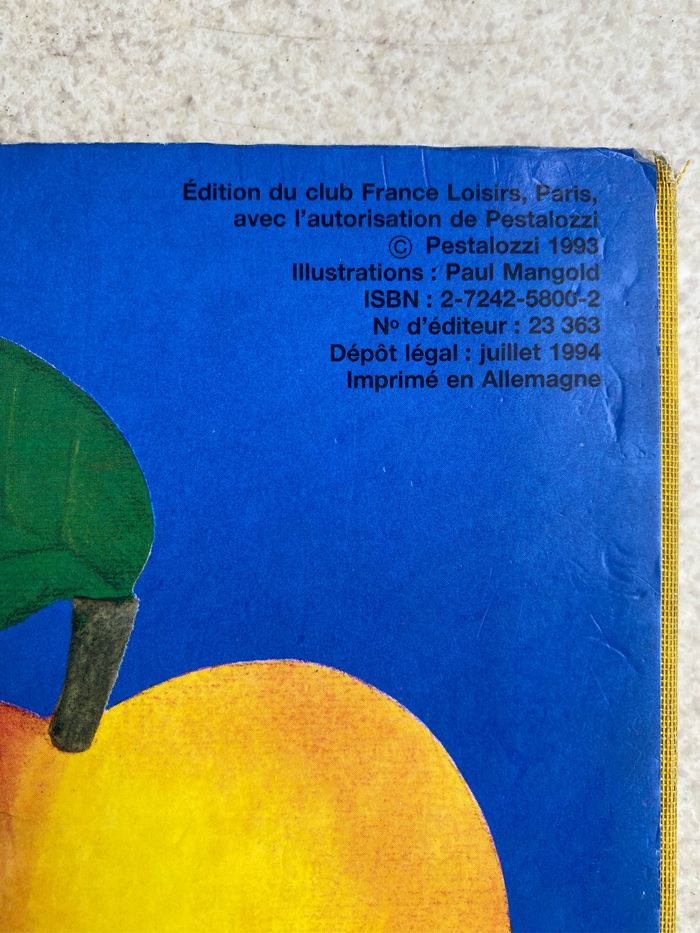 Édition du club France Loisirs, Paris,
avec l'autorisation de Pestalozzi
© Pestalozzi 1993
Illustrations : Paul Mangold
ISBN : 2-7242-5800-2
Nº d'éditeur : 23 363
Dépôt légal : juillet 1994
Imprimé en Allemagne